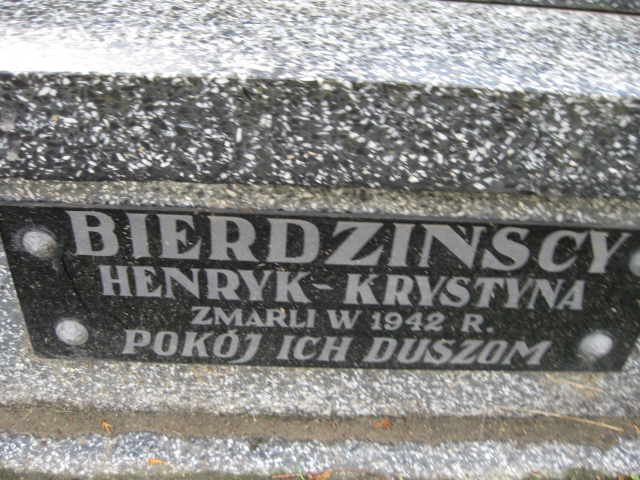 BIERDZINSCY
HENRYK-KRYSTYNA
ZMARLI W 1942 R.
POKÓJ ICH DUSZOM